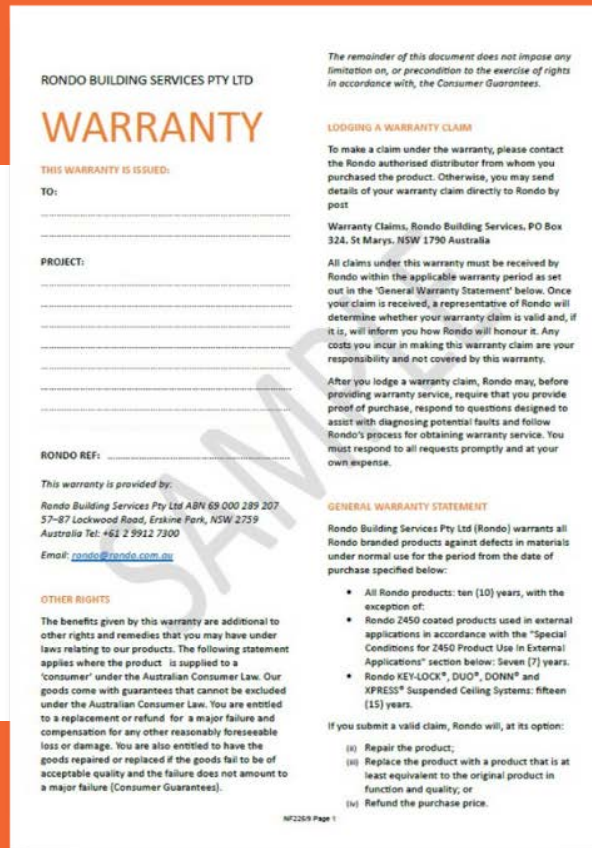 RONDO BUILDING SERVICES PTY LTD
WARRANTY
THIS WARRANTY IS ISSUED:
TO:
PROJECT:
RONDO REF:
This warranty is provided by:
Rondo Building Services Pty Ltd ABN 69 000 289 207
57–87 Lockwood Road, Erskine Park, NSW 2759
Australia Tel: +61 2 9912 7300
Email: rondo@rondo.com.au
OTHER RIGHTS
The benefits given by this warranty are additional to
other rights and remedies that you may have under
laws relating to our products. The following statement
applies where the product is supplied to a
'consumer' under the Australian Consumer Law. Our
goods come with guarantees that cannot be excluded
under the Australian Consumer Law. You are entitled
to a replacement or refund for a major failure and
compensation for any other reasonably foreseeable
loss or damage. You are also entitled to have the
goods repaired or replaced if the goods fail to be of
acceptable quality and the failure does not amount to
a major failure (Consumer Guarantees).
The remainder of this document does not impose any
limitation on, or precondition to the exercise of rights
in accordance with, the Consumer Guarantees.
LODGING A WARRANTY CLAIM
To make a claim under the warranty, please contact
the Rondo authorised distributor from whom you
purchased the product. Otherwise, you may send
details of your warranty claim directly to Rondo by
post
Warranty Claims, Rondo Building Services, PO Box
324, St Marys, NSW 1790 Australia
All claims under this warranty must be received by
Rondo within the applicable warranty period as set
out in the 'General Warranty Statement' below. Once
your claim is received, a representative of Rondo will
determine whether your warranty claim is valid and, if
it is, will inform you how Rondo will honour it. Any
costs you incur in making this warranty claim are your
responsibility and not covered by this warranty.
After you lodge a warranty claim, Rondo may, before
providing warranty service, require that you provide
proof of purchase, respond to questions designed to
assist with diagnosing potential faults and follow
Rondo's process for obtaining warranty service. You
must respond to all requests promptly and at your
own expense.
GENERAL WARRANTY STATEMENT
Rondo Building Services Pty Ltd (Rondo) warrants all
Rondo branded products against defects in materials
under normal use for the period from the date of
purchase specified below:
• All Rondo products: ten (10) years, with the
exception of:
• Rondo Z450 coated products used in external
applications in accordance with the "Special
Conditions for Z450 Product Use In External
Applications" section below: Seven (7) years.
• Rondo KEY-LOCK®, DUO®, DONN® and
XPRESS® Suspended Ceiling Systems: fifteen
(15) years.
If you submit a valid claim, Rondo will, at its option:
(ii) Repair the product;
(iii) Replace the product with a product that is at
least equivalent to the original product in
function and quality; or
(iv) Refund the purchase price.
NF226/9 Page 1
SAMPLE